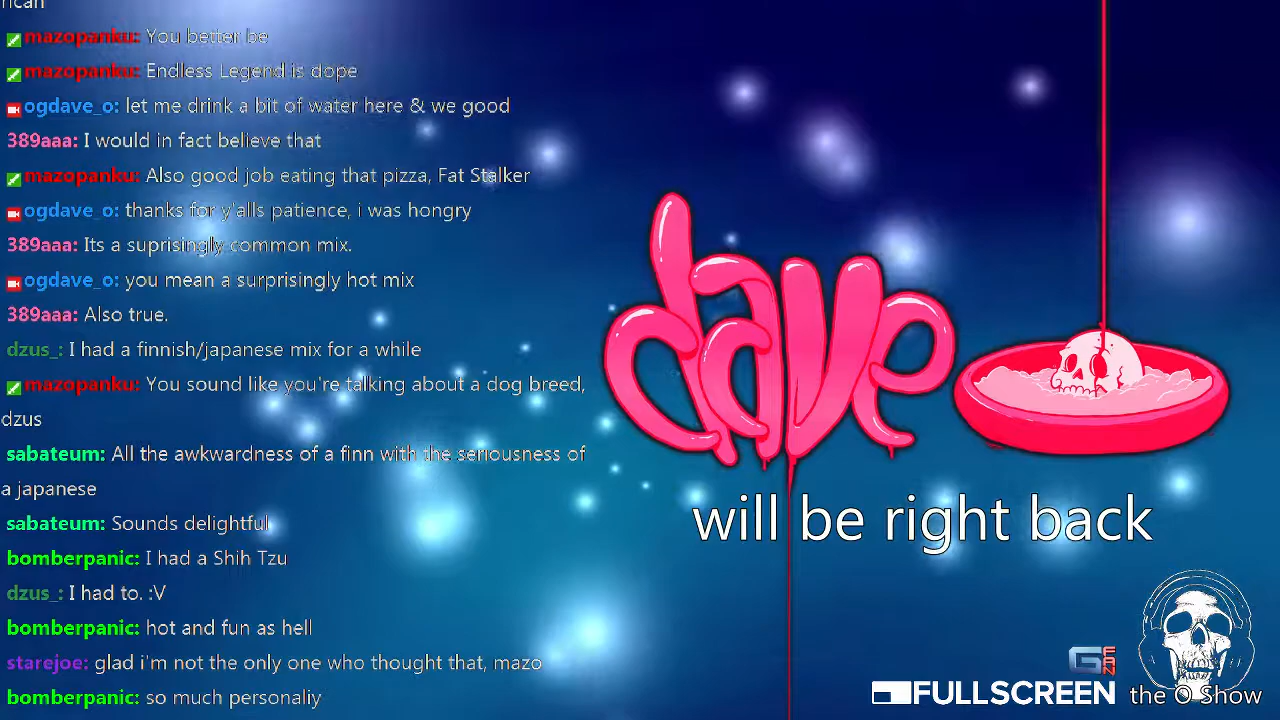 rican
mazopanku: You better be
mazopanku: Endless Legend is dope
ogdave_o: let me drink a bit of water here & we good
389aaa: I would in fact believe that
mazopanku: Also good job eating that pizza, Fat Stalker
ogdave_o: thanks for y'alls patience, i was hongry
389aaa: Its a suprisingly common mix.
ogdave_o: you mean a surprisingly hot mix
389aaa: Also true.
dzus_: I had a finnish/japanese mix for a while
mazopanku: You sound like you're talking about a dog breed,
dzus
sabateum: All the awkwardness of a finn with the seriousness of
a japanese
sabateum: Sounds delightful
bomberpanic: I had a Shih Tzu
dzus_: I had to. :V
bomberpanic: hot and fun as hell
starejoe: glad i'm not the only one who thought that, mazo
bomberpanic: so much personaliy
dave
will be right back
G FAN
FULLSCREEN
the O Show